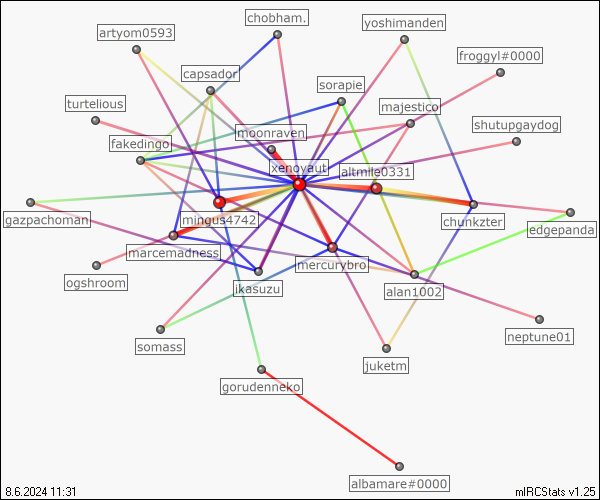 chobham.
yoshimanden
artyom0593
froggyl#0000
capsador
sorapie
turtelious
majestico
shutupgaydog
moonraven
fakedingo
xenovaut
altmile0331
gazpachoman
mingus4742
chunkzter
edgepanda
marcemadness
mercurybro
ogshroom
ikasuzu
alan1002
neptune01
somass
juketm
gorudenneko
albamare#0000
8.6.2024 11:31
mIRCStats v1.25